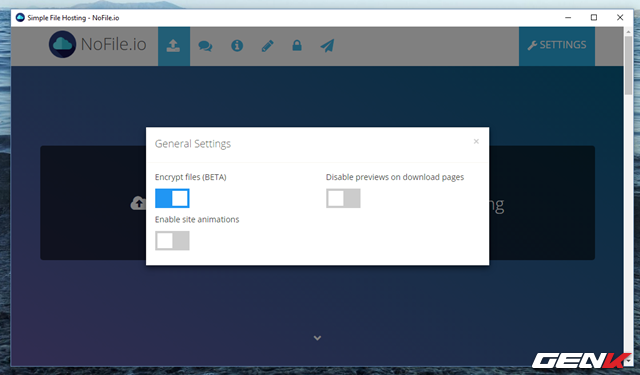 Simple File Hosting - NoFile.io
NoFile.io
SETTINGS
General Settings
×
Encrypt files (BETA)
Disable previews on download pages
Enable site animations
GENK